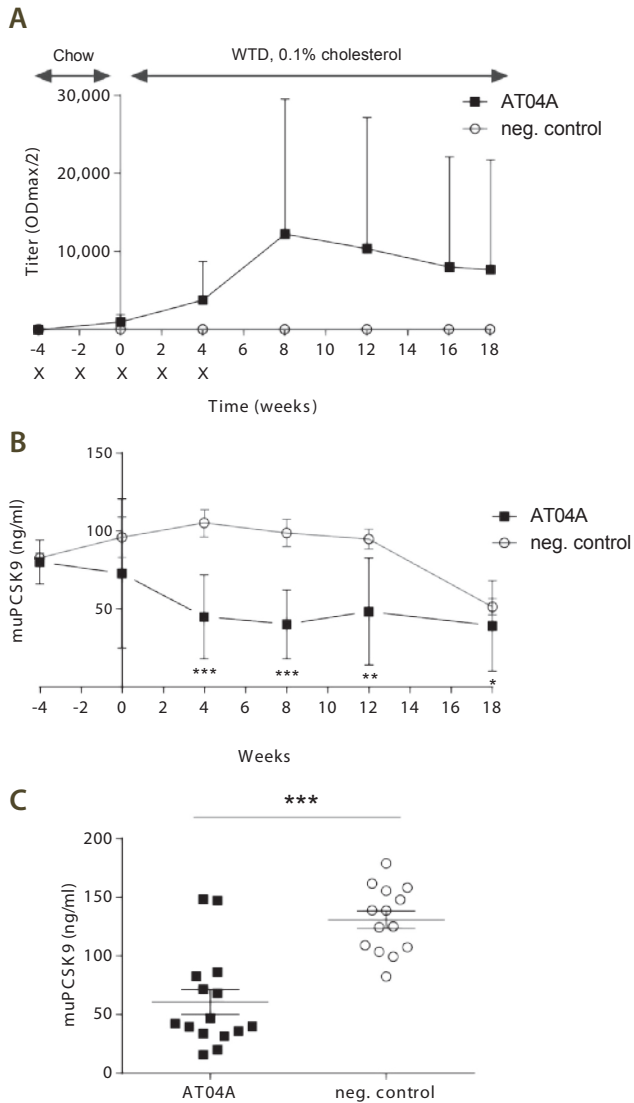 A
Chow
WTD, 0.1% cholesterol
30,000
20,000
10,000
Titer (ODmax/2)
AT04A
neg. control
-4 -2 0 2 4 6 8 10 12 14 16 18
X X X X X
Time (weeks)
B
150
100
50
muPCSK9 (ng/ml)
AT04A
neg. control
*** *** ** *
-4 -2 0 2 4 6 8 10 12 14 16 18
Weeks
C
***
200
150
100
50
0
muPCSK9 (ng/ml)
AT04A neg. control